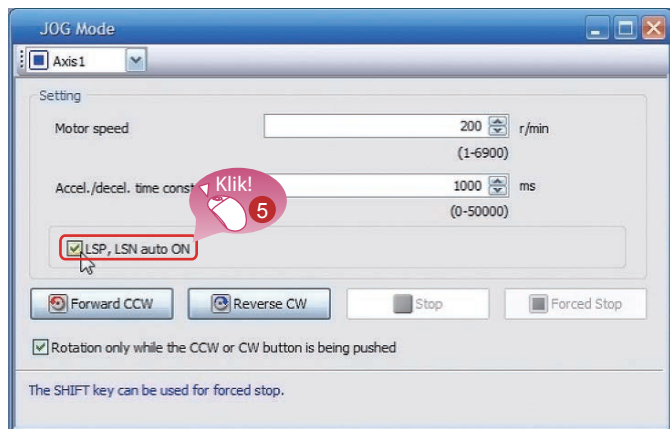 JOG Mode
Axis1
Setting
Motor speed 200 r/min
(1-6900)
Accel./decel. time const 1000 ms
(0-50000)
Klik!
5
LSP, LSN auto ON
Forward CCW Reverse CW Stop Forced Stop
Rotation only while the CCW or CW button is being pushed
The SHIFT key can be used for forced stop.